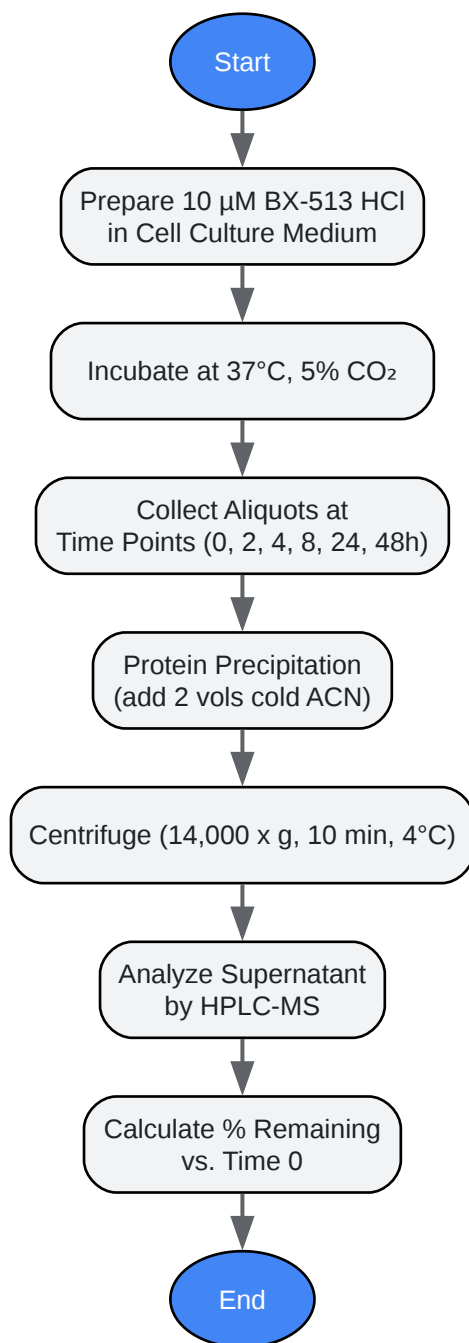 Start
Prepare 10 µM BX-513 HCl
in Cell Culture Medium
Incubate at 37°C, 5% CO₂
Collect Aliquots at
Time Points (0, 2, 4, 8, 24, 48h)
Protein Precipitation
(add 2 vols cold ACN)
Centrifuge (14,000 x g, 10 min, 4°C)
Analyze Supernatant
by HPLC-MS
Calculate % Remaining
vs. Time 0
End